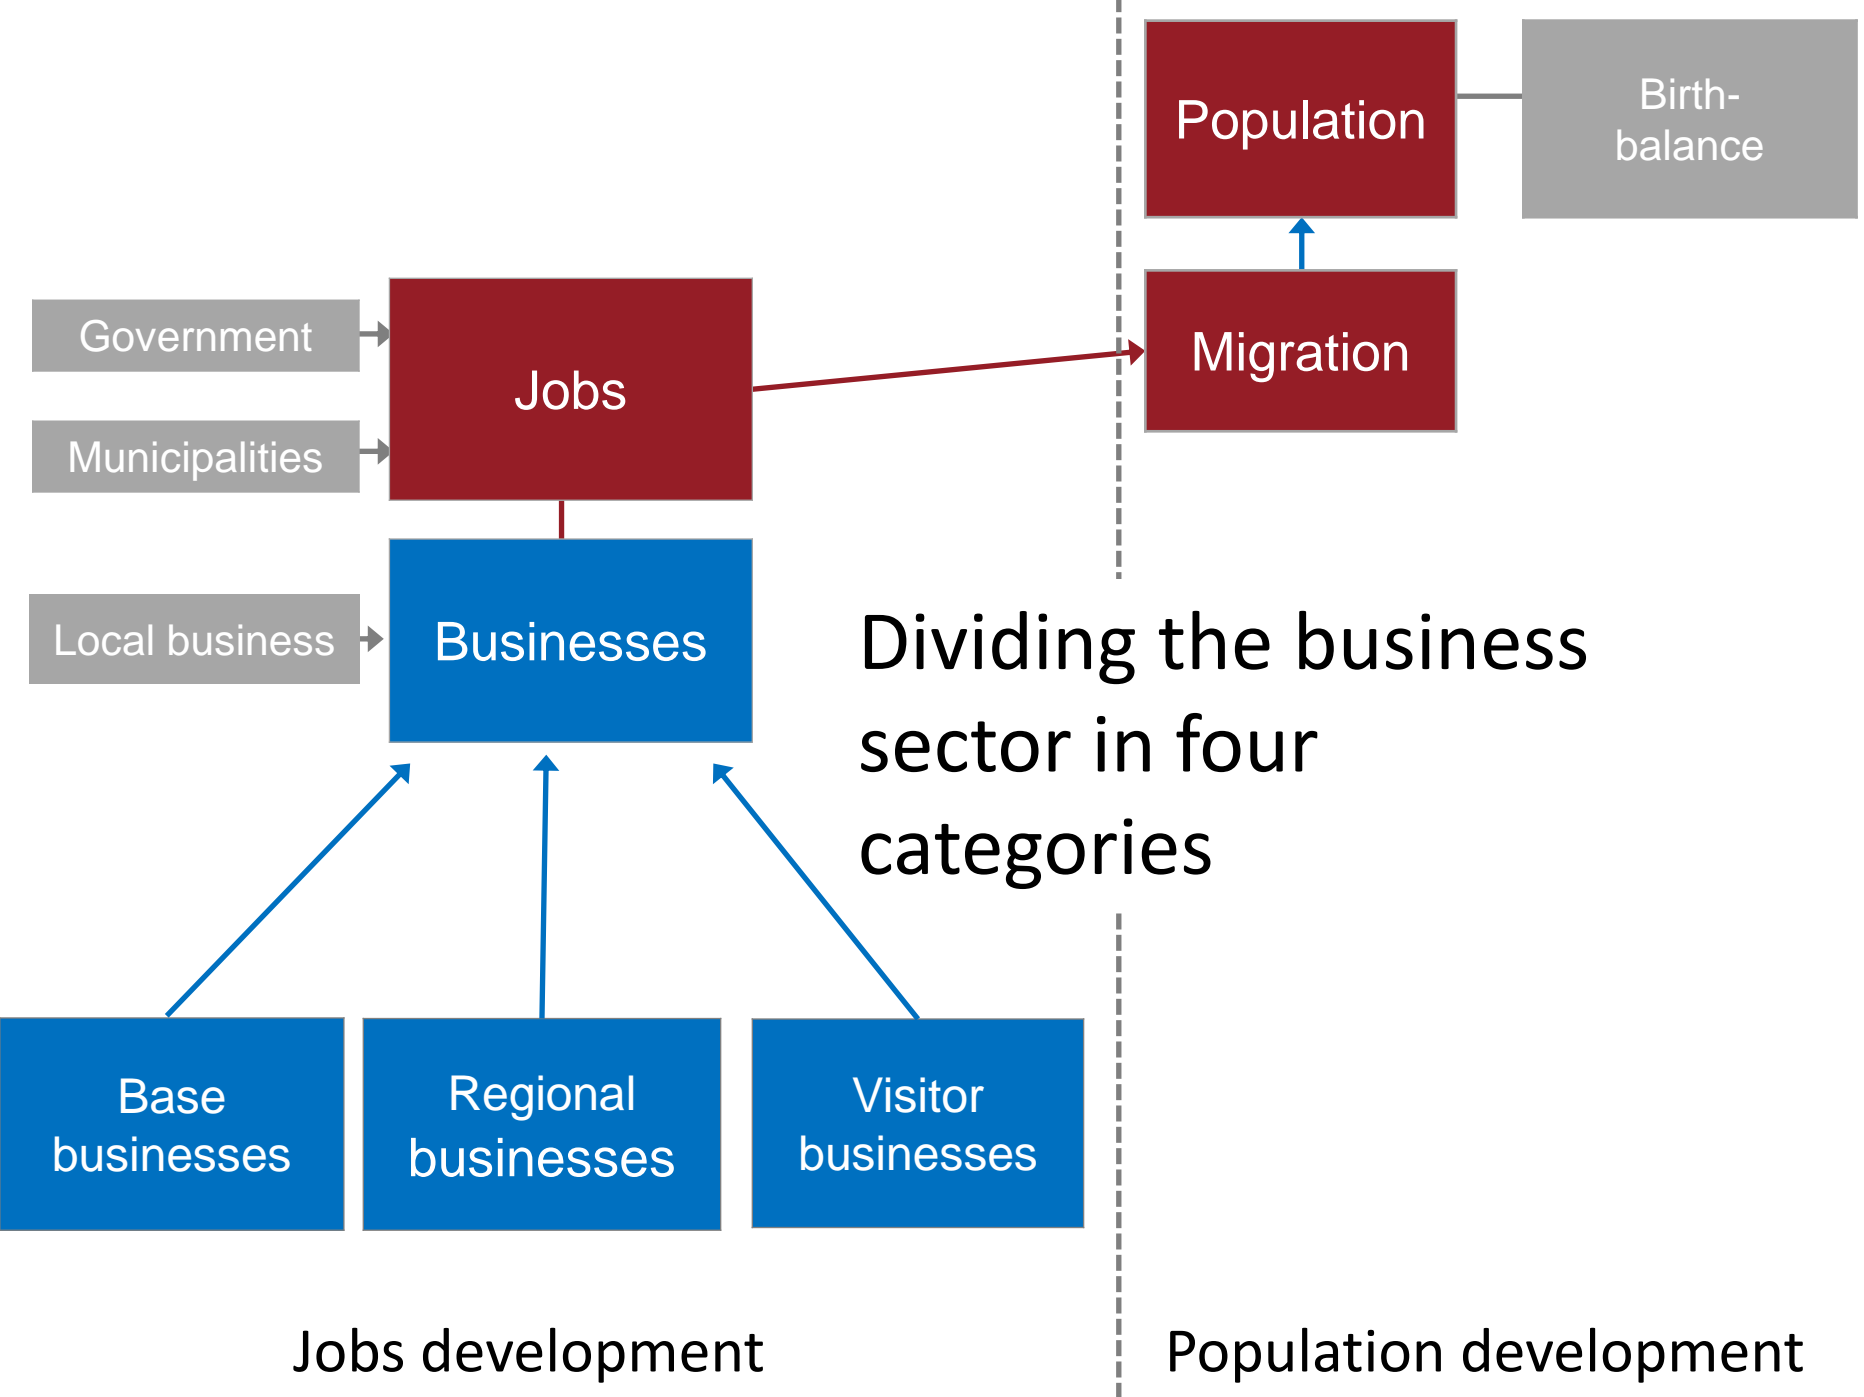 Population
Birth-
balance
Government
Jobs
Migration
Municipalities
Local business
Businesses
Dividing the business
sector in four
categories
Base
businesses
Regional
businesses
Visitor
businesses
Jobs development
Population development